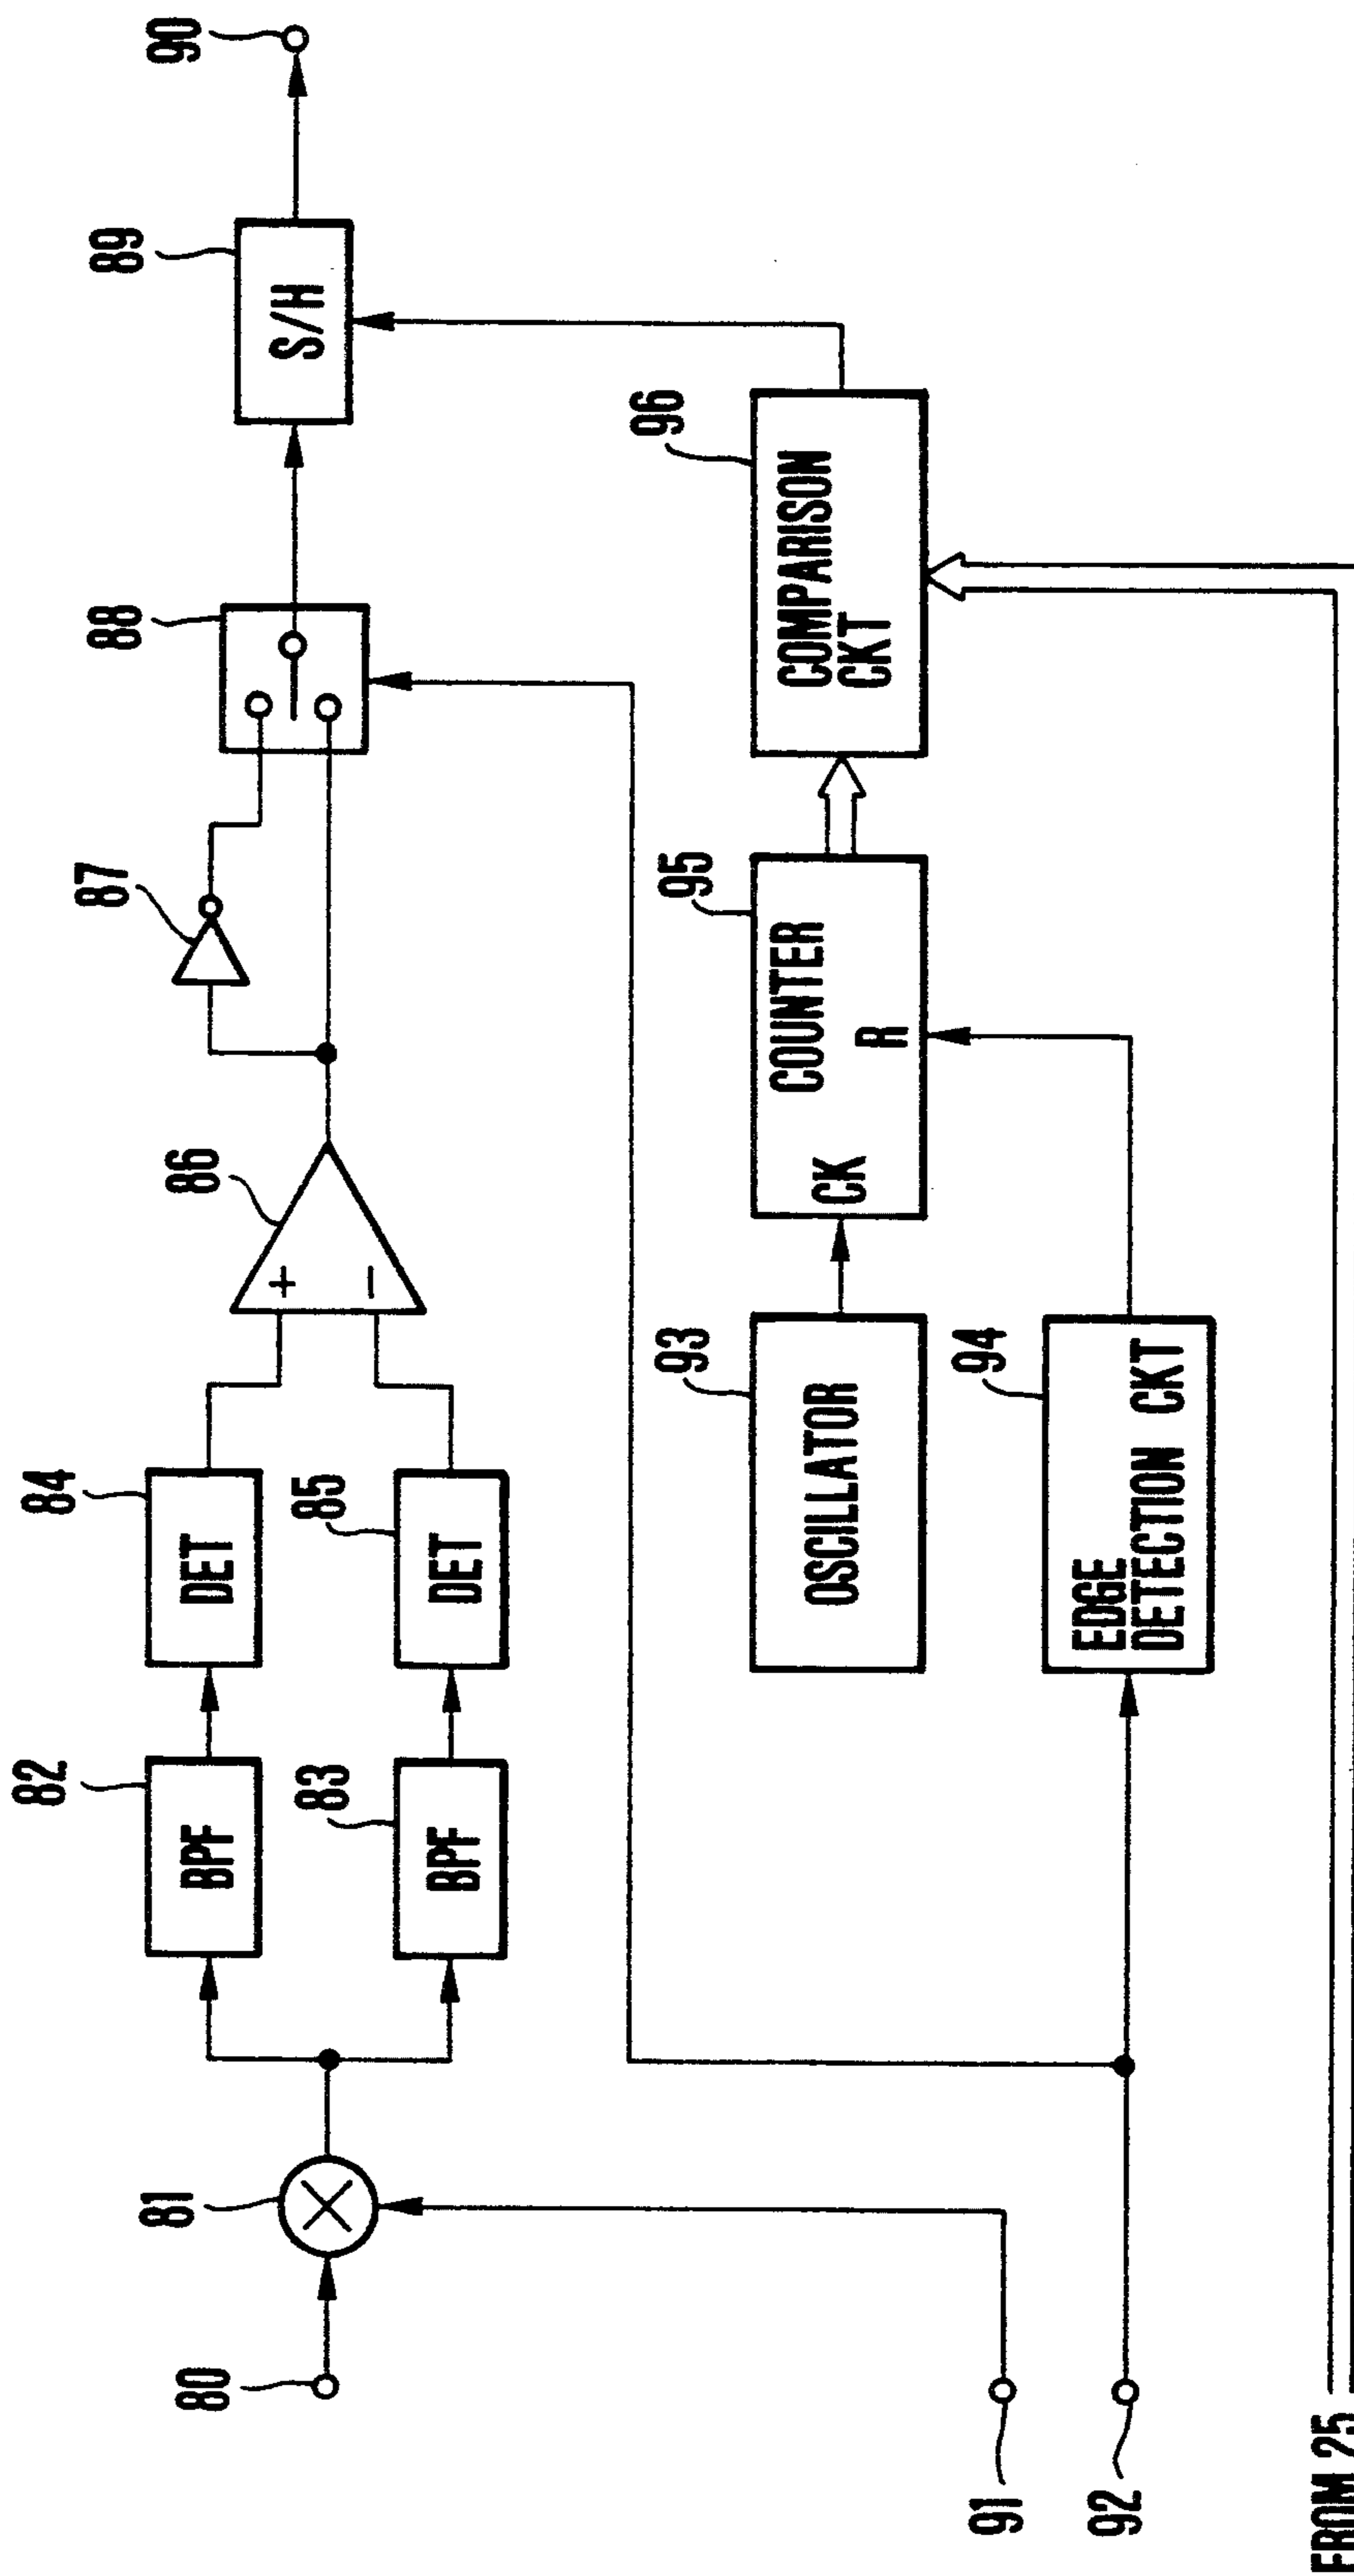 80
81
82
BPF
83
BPF
84
DET
85
DET
86
+
−
87
88
89
S/H
90
91
92
93
OSCILLATOR
94
EDGE
DETECTION CKT
95
COUNTER
CK
R
96
COMPARISON
CKT
FROM 25